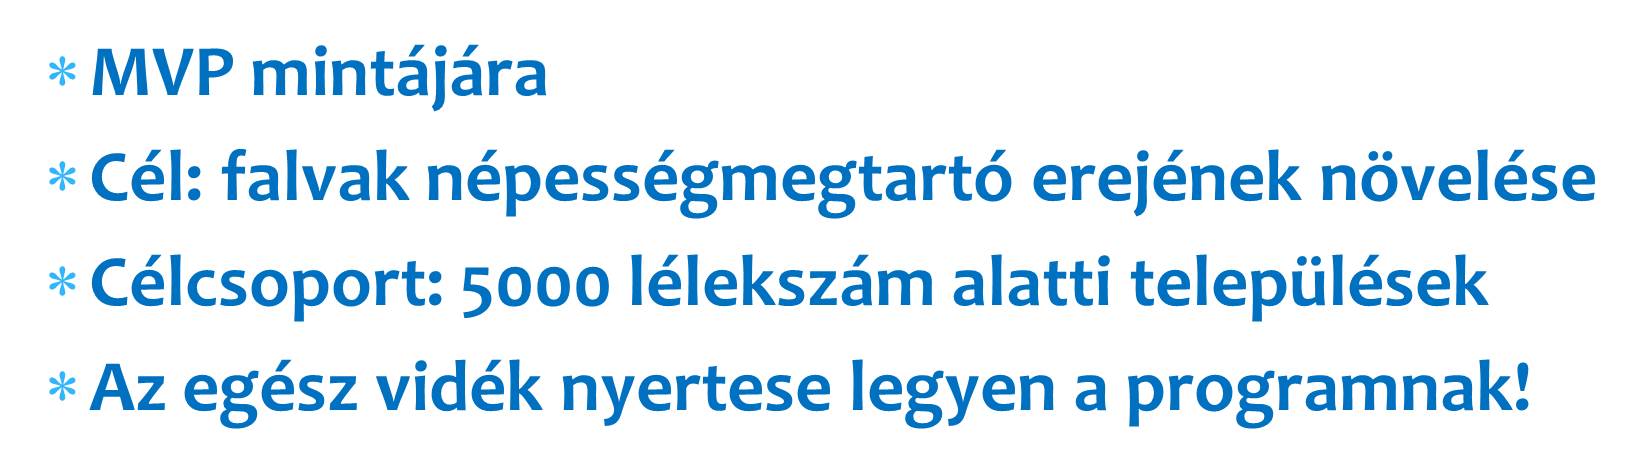 * MVP mintájára
* Cél: falvak népességmegtartó erejének növelése
* Célcsoport: 5000 lélekszám alatti települések
* Az egész vidék nyertese legyen a programnak!